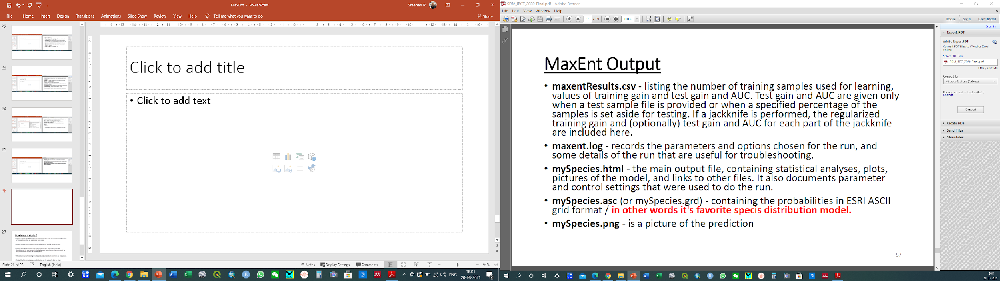 MaxEnt - PowerPoint
Sreehari R
File Home Insert Design Transitions Animations Slide Show Review View Help Tell me what you want to do
Share
22
23
24
25
26
27
How Maxent Works ?
Click to add title
• Click to add text
Slide 26 of 28 English (India)
Notes Display Settings Comments 94%
ENG
18:01
20-03-2021
SDM_IBCT_2020-Final.pdf - Adobe Reader
File Edit View Window Help
57 / 59 110%
Tools Sign Comment
Sign In
Export PDF
Adobe ExportPDF
Convert PDF files to Word or Excel
online
Select PDF File:
SDM_IBCT_2020-Final.pdf
1 file / 2.69 MB
Convert To:
Microsoft Word (*.docx)
Recognize Text in English(U.S.)
Change
Convert
Create PDF
Send Files
Store Files
MaxEnt Output
• maxentResults.csv - listing the number of training samples used for learning,
values of training gain and test gain and AUC. Test gain and AUC are given only
when a test sample file is provided or when a specified percentage of the
samples is set aside for testing. If a jackknife is performed, the regularized
training gain and (optionally) test gain and AUC for each part of the jackknife
are included here.
• maxent.log - records the parameters and options chosen for the run, and
some details of the run that are useful for troubleshooting.
• mySpecies.html - the main output file, containing statistical analyses, plots,
pictures of the model, and links to other files. It also documents parameter
and control settings that were used to do the run.
• mySpecies.asc (or mySpecies.grd) - containing the probabilities in ESRI ASCII
grid format / in other words it's favorite specis distribution model.
• mySpecies.png - is a picture of the prediction
57
18:01
20-03-2021